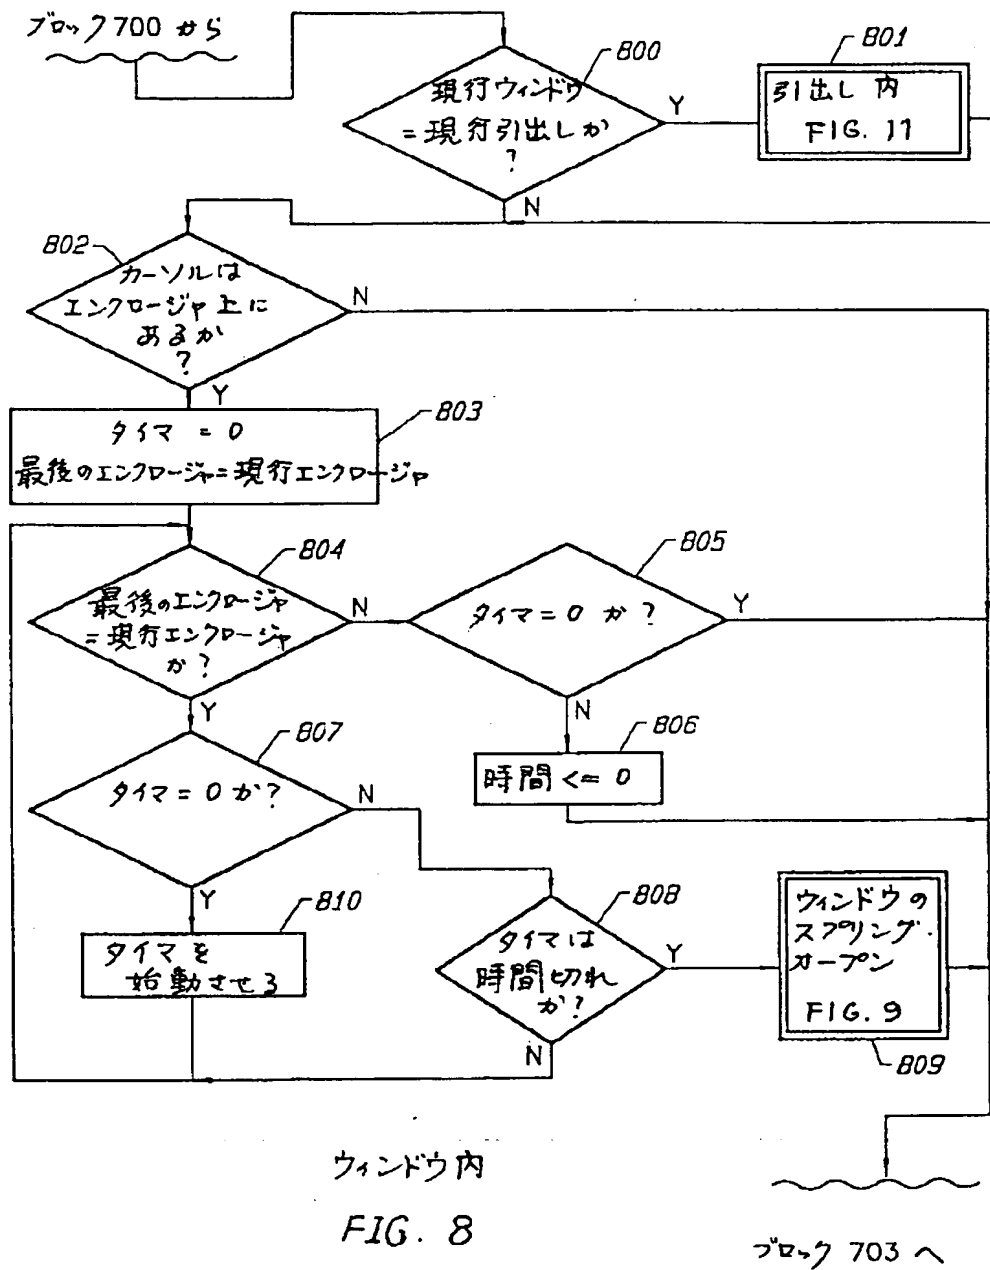 ブロック700から
800
現行ウィンドウ
=現行引出しか
?
Y
N
801
引出し内
FIG. 11
802
カーソルは
エンクロージャ上に
あるか
?
N
Y
803
タイマ = 0
最後のエンクロージャ=現行エンクロージャ
804
最後のエンクロージャ
=現行エンクロージャ
か?
N
Y
805
タイマ=0か?
Y
N
806
時間<=0
807
タイマ=0か?
N
Y
810
タイマを
始動させる
808
タイマは
時間切れ
か?
Y
N
ウィンドウの
スプリング・
オープン
FIG. 9
809
ウィンドウ内
FIG. 8
ブロック 703へ